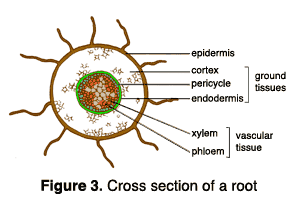 epidermis
cortex
pericycle
endodermis
ground
tissues
xylem
phloem
vascular
tissue
Figure 3. Cross section of a root